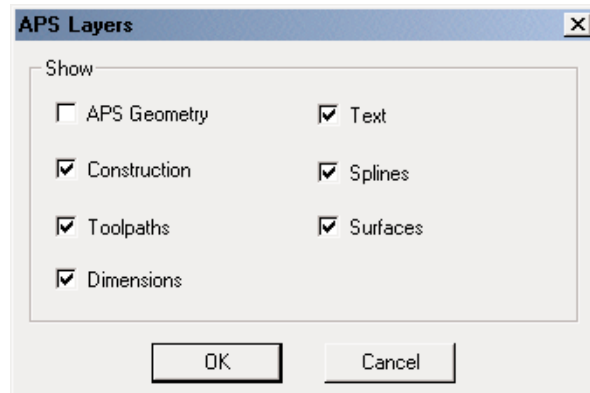 APS Layers
Show
APS Geometry
Text
Construction
Splines
Toolpaths
Surfaces
Dimensions
OK
Cancel